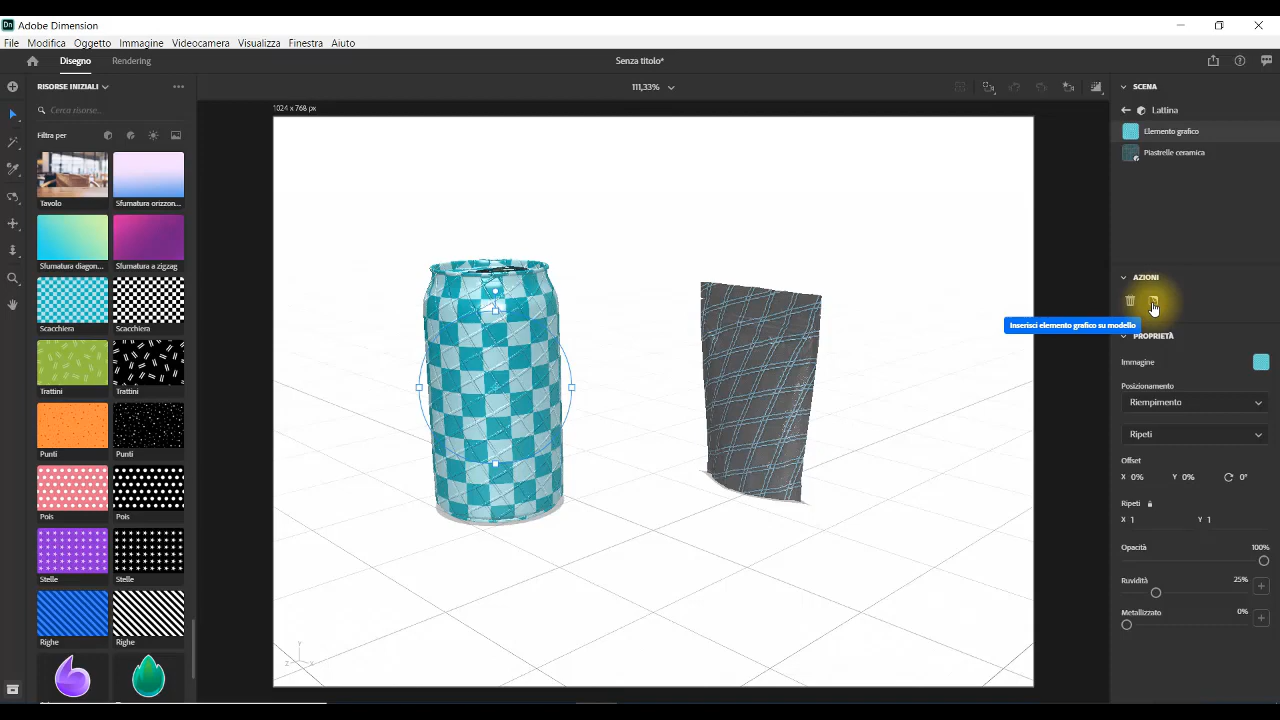 Dn Adobe Dimension
File Modifica Oggetto Immagine Videocamera Visualizza Finestra Aiuto
Disegno Rendering
Senza titolo*
RISORSE INIZIALI
111,33%
SCENA
Cerca risorse...
1024 x 768 px
Lattina
Filtra per
Elemento grafico
Piastrelle ceramica
Tavolo
Sfumatura orizzon...
Sfumatura diagon...
Sfumatura a zigzag
Scacchiera
Scacchiera
Trattini
Trattini
Punti
Punti
Pois
Pois
Stelle
Stelle
Righe
Righe
AZIONI
Inserisci elemento grafico su modello
PROPRIETÀ
Immagine
Posizionamento
Riempimento
Ripeti
Offset
X 0% Y 0% 0°
Ripeti
X 1 Y 1
Opacità 100%
Ruvidità 25%
Metallizzato 0%
Y
Z X